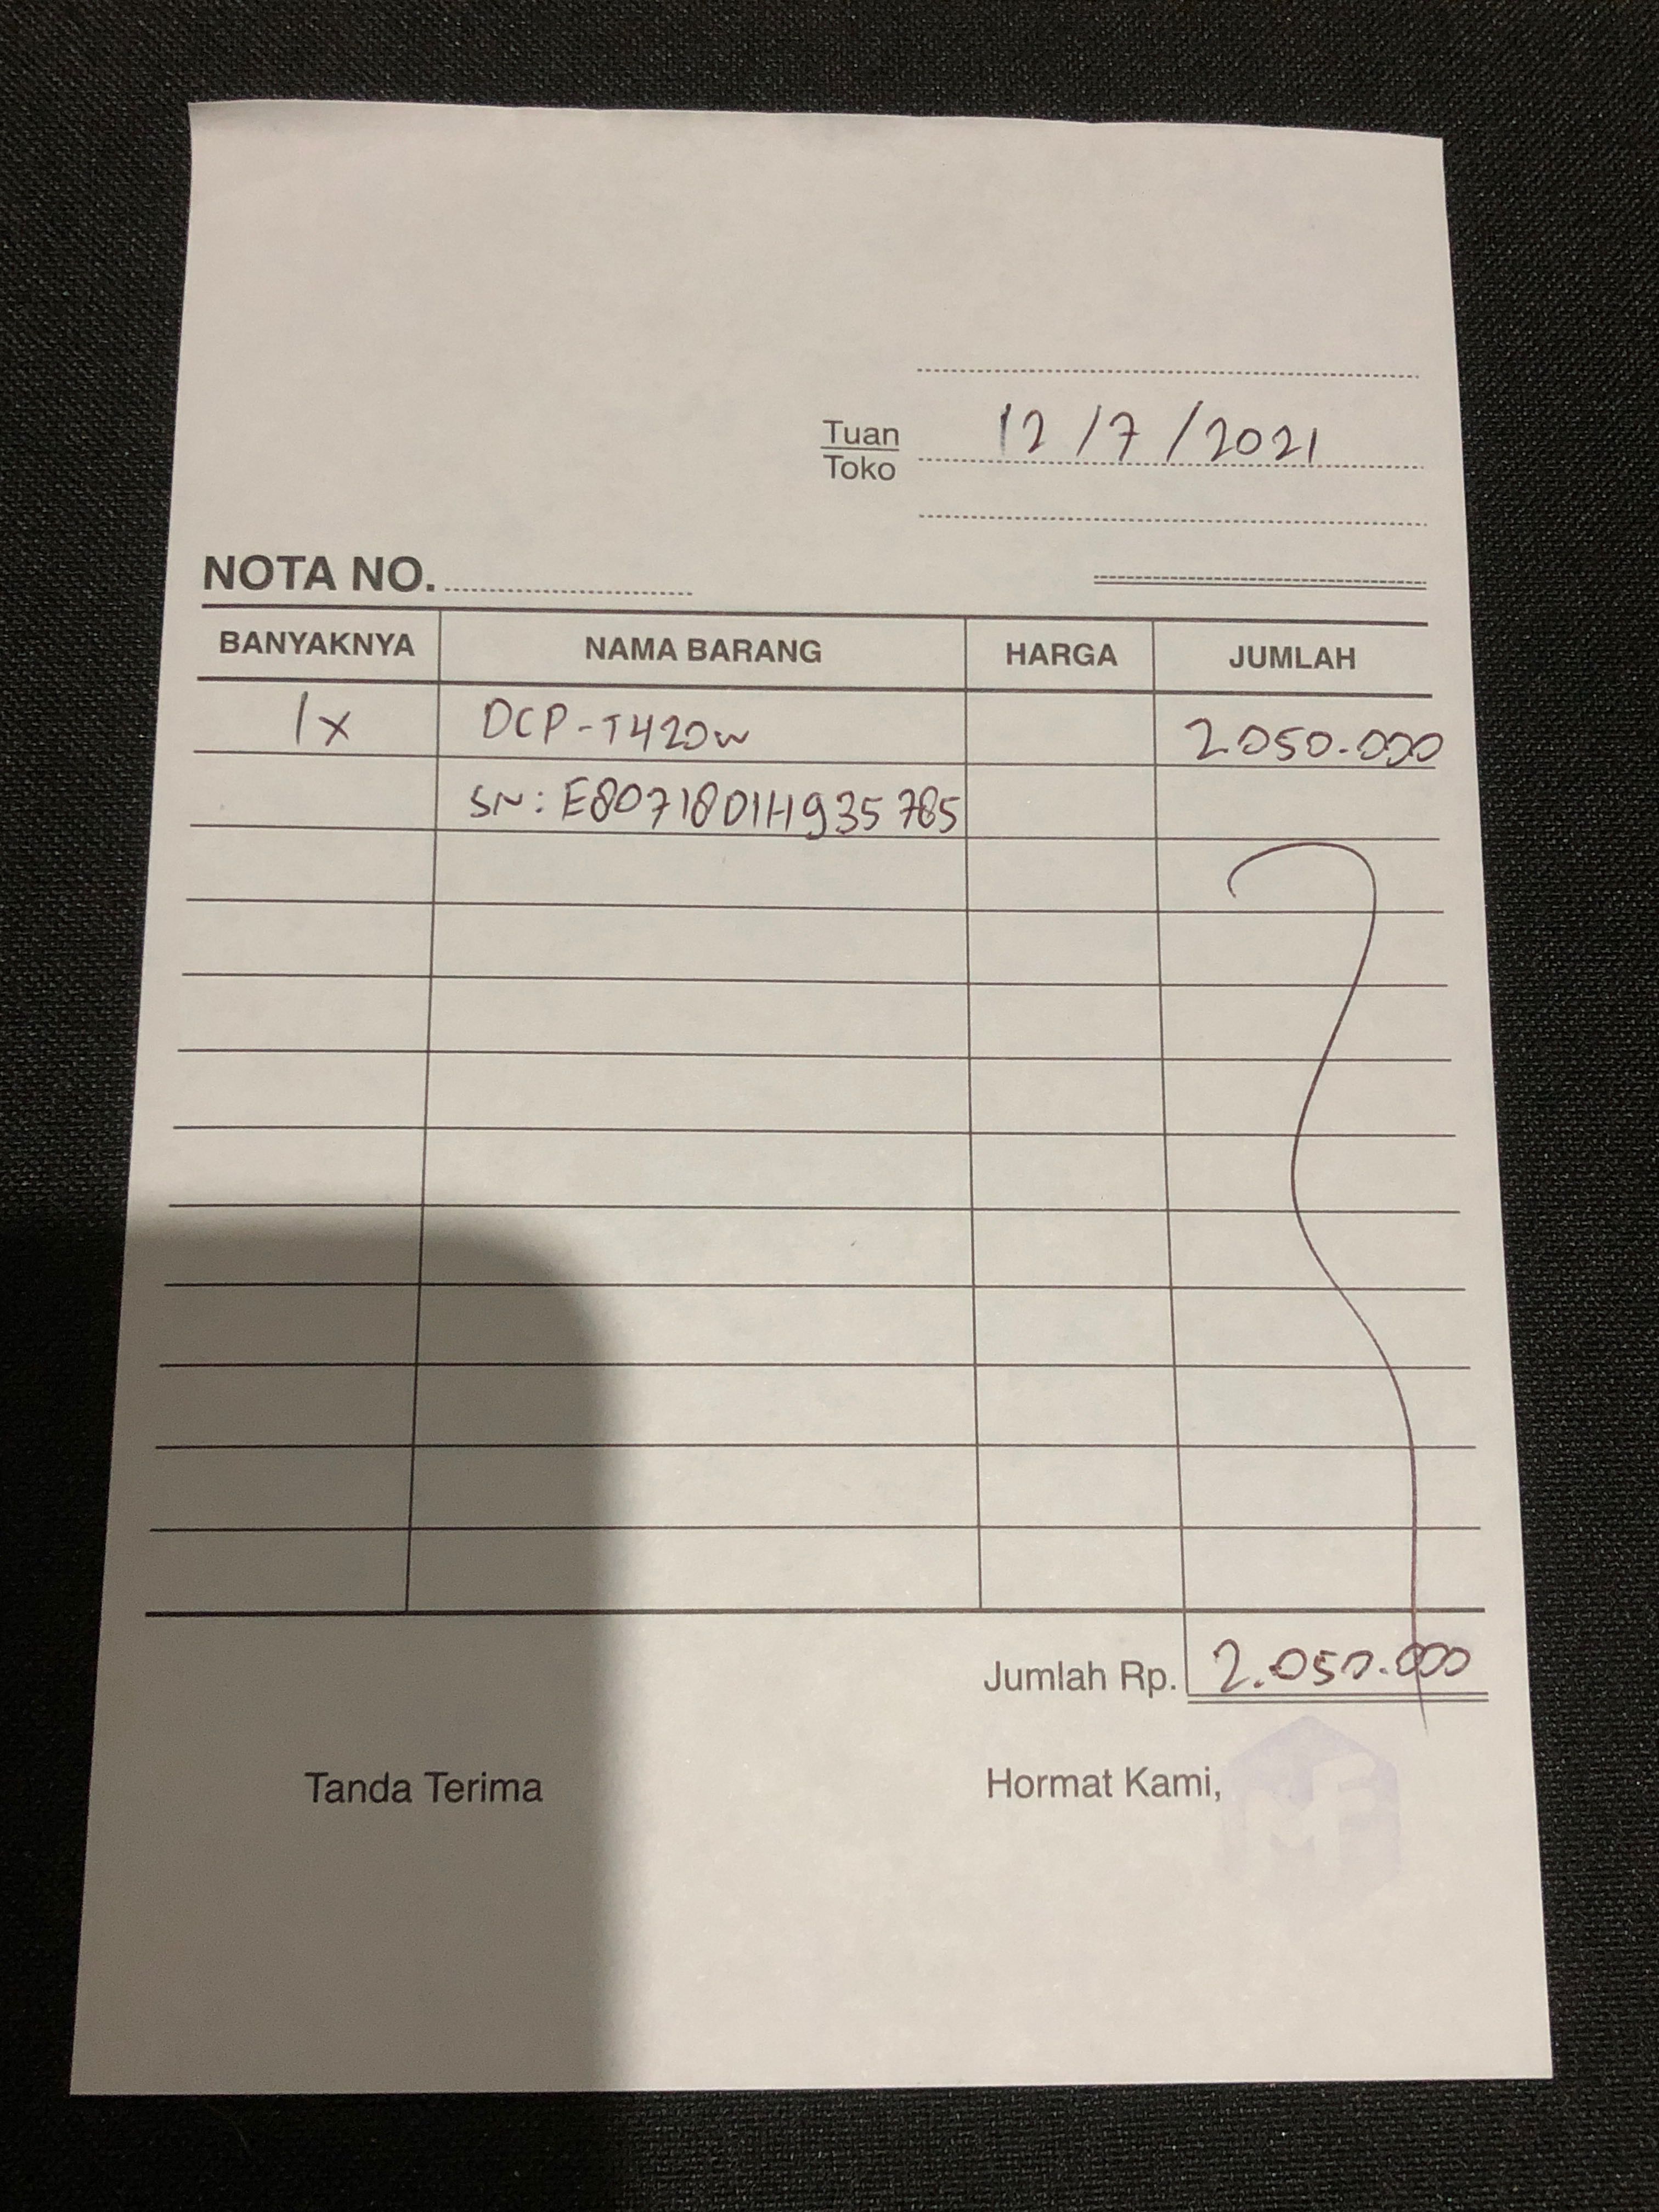 Tuan
Toko
12/7/2021
NOTA NO.
BANYAKNYA NAMA BARANG HARGA JUMLAH
1x DCP-T420w 2.050.000
SN: E80718D1H935785
Jumlah Rp. 2.050.000
Tanda Terima Hormat Kami,